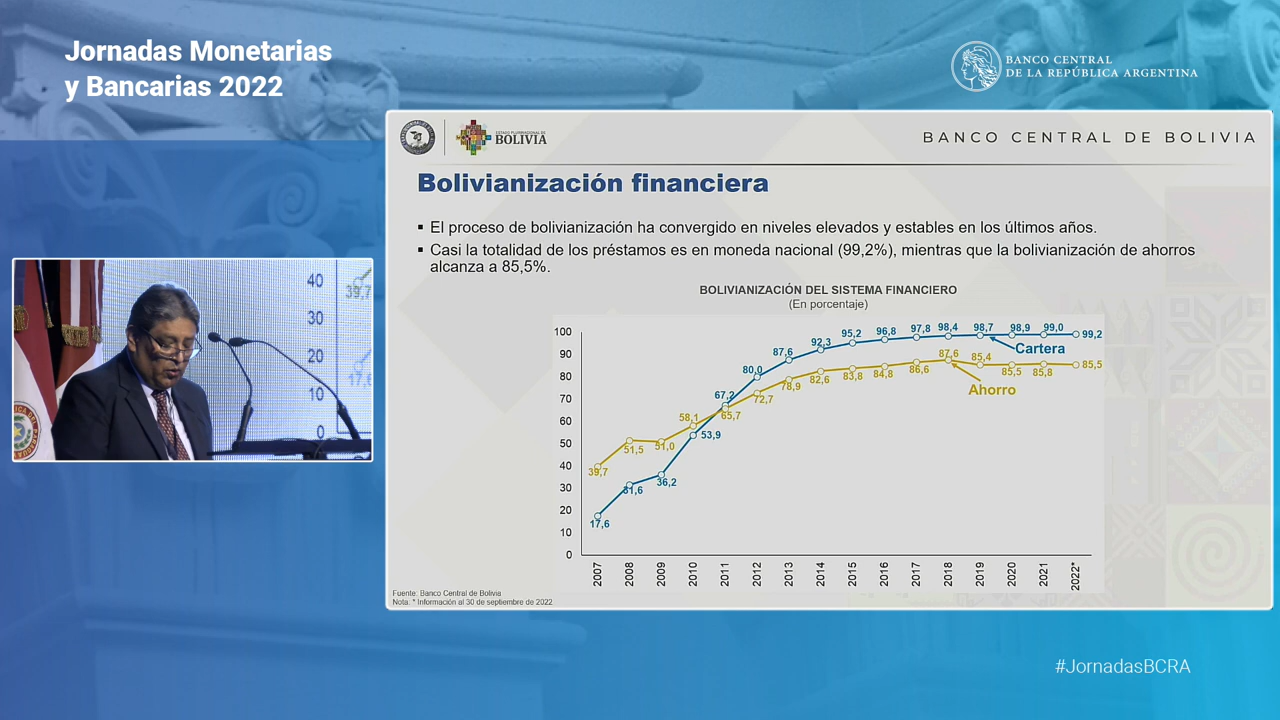 Jornadas Monetarias
y Bancarias 2022
BANCO CENTRAL
DE LA REPÚBLICA ARGENTINA
BOLIVIA
BANCO CENTRAL DE BOLIVIA
Bolivianización financiera
▪ El proceso de bolivianización ha convergido en niveles elevados y estables en los últimos años.
▪ Casi la totalidad de los préstamos es en moneda nacional (99,2%), mientras que la bolivianización de ahorros
alcanza a 85,5%.
BOLIVIANIZACIÓN DEL SISTEMA FINANCIERO
(En porcentaje)
100
90
80
70
60
50
40
30
20
10
0
17,6 31,6 36,2 53,9 67,2 80,0 87,6 92,3 95,2 96,8 97,8 98,4 98,7 98,9 99,0 99,2
Cartera
39,7 51,5 51,0 58,1 65,7 72,7 78,9 82,6 83,8 84,8 86,6 87,6 85,4 85,5 85,8 85,5
Ahorro
2007 2008 2009 2010 2011 2012 2013 2014 2015 2016 2017 2018 2019 2020 2021 2022*
Fuente: Banco Central de Bolivia
Nota: * Información al 30 de septiembre de 2022
40
30
20
10
0
#JornadasBCRA